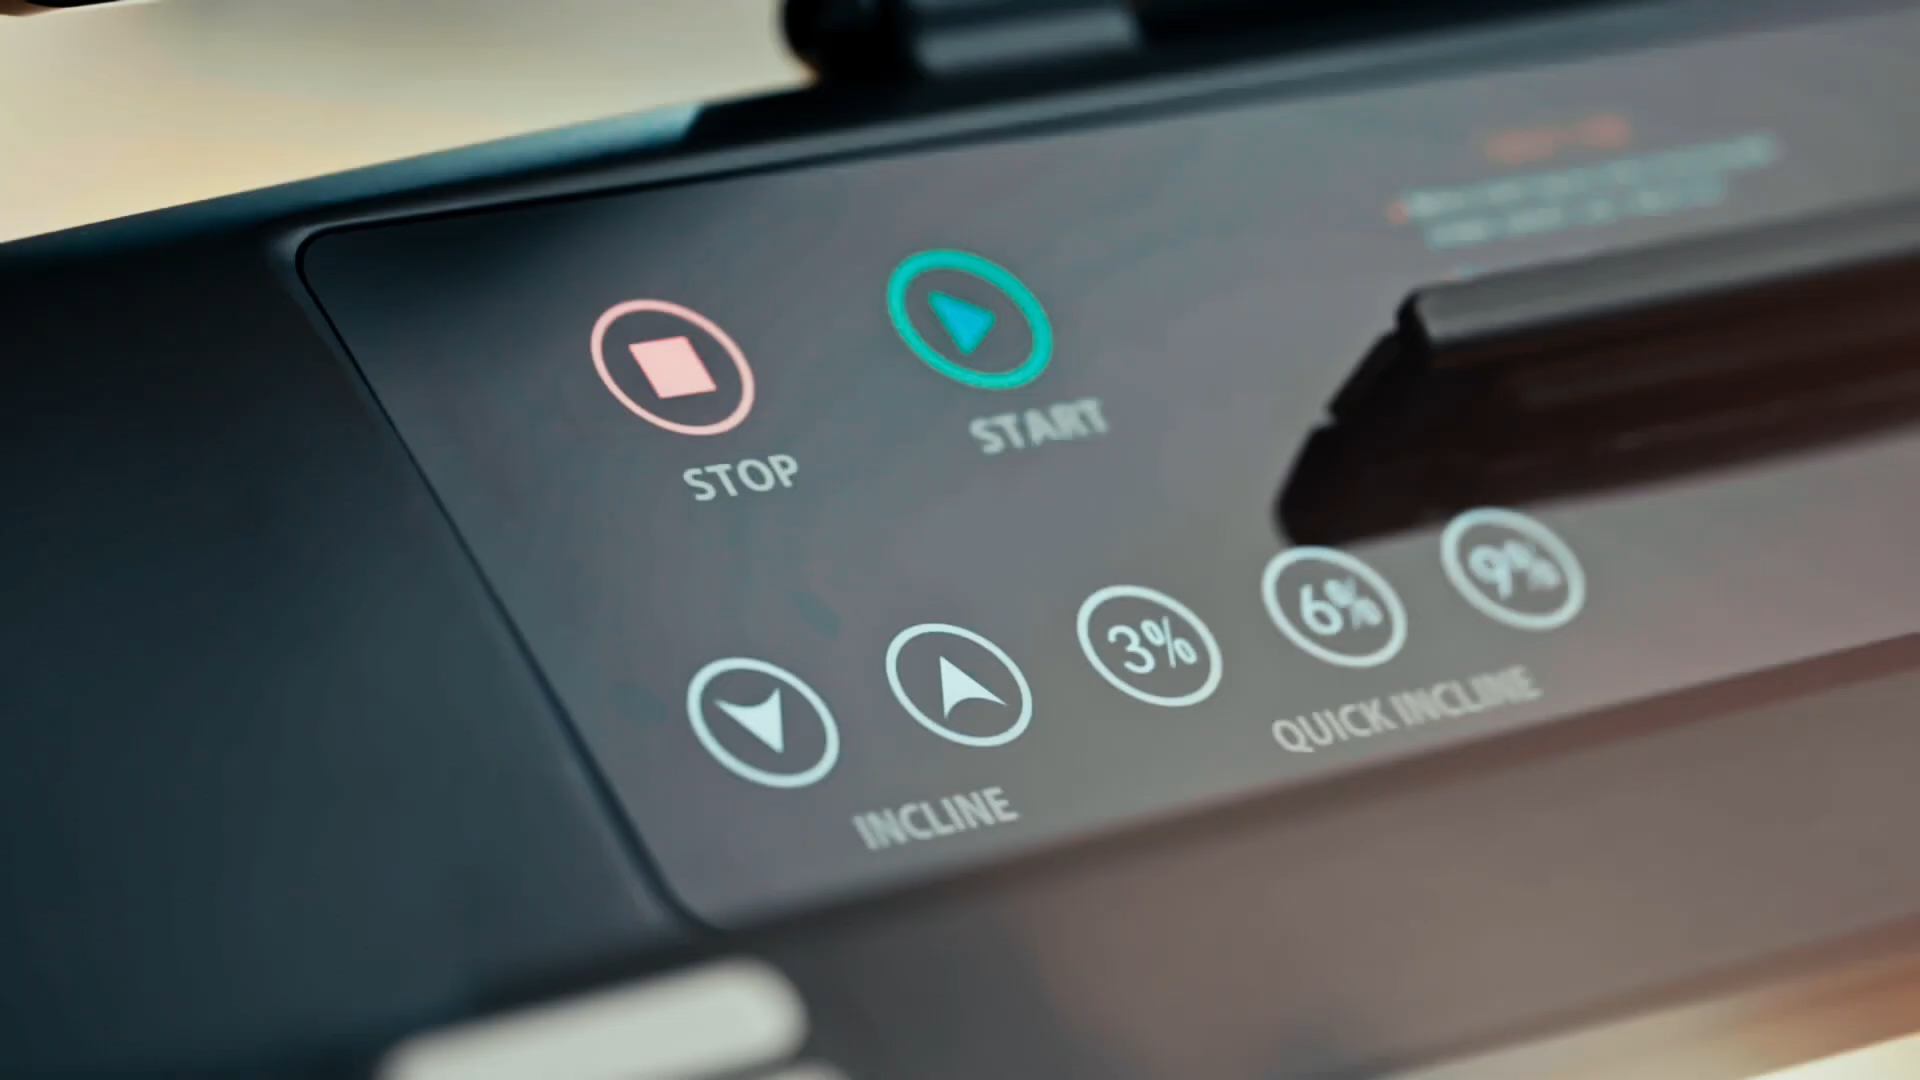 STOP
START
3%
6%
9%
INCLINE
QUICK INCLINE